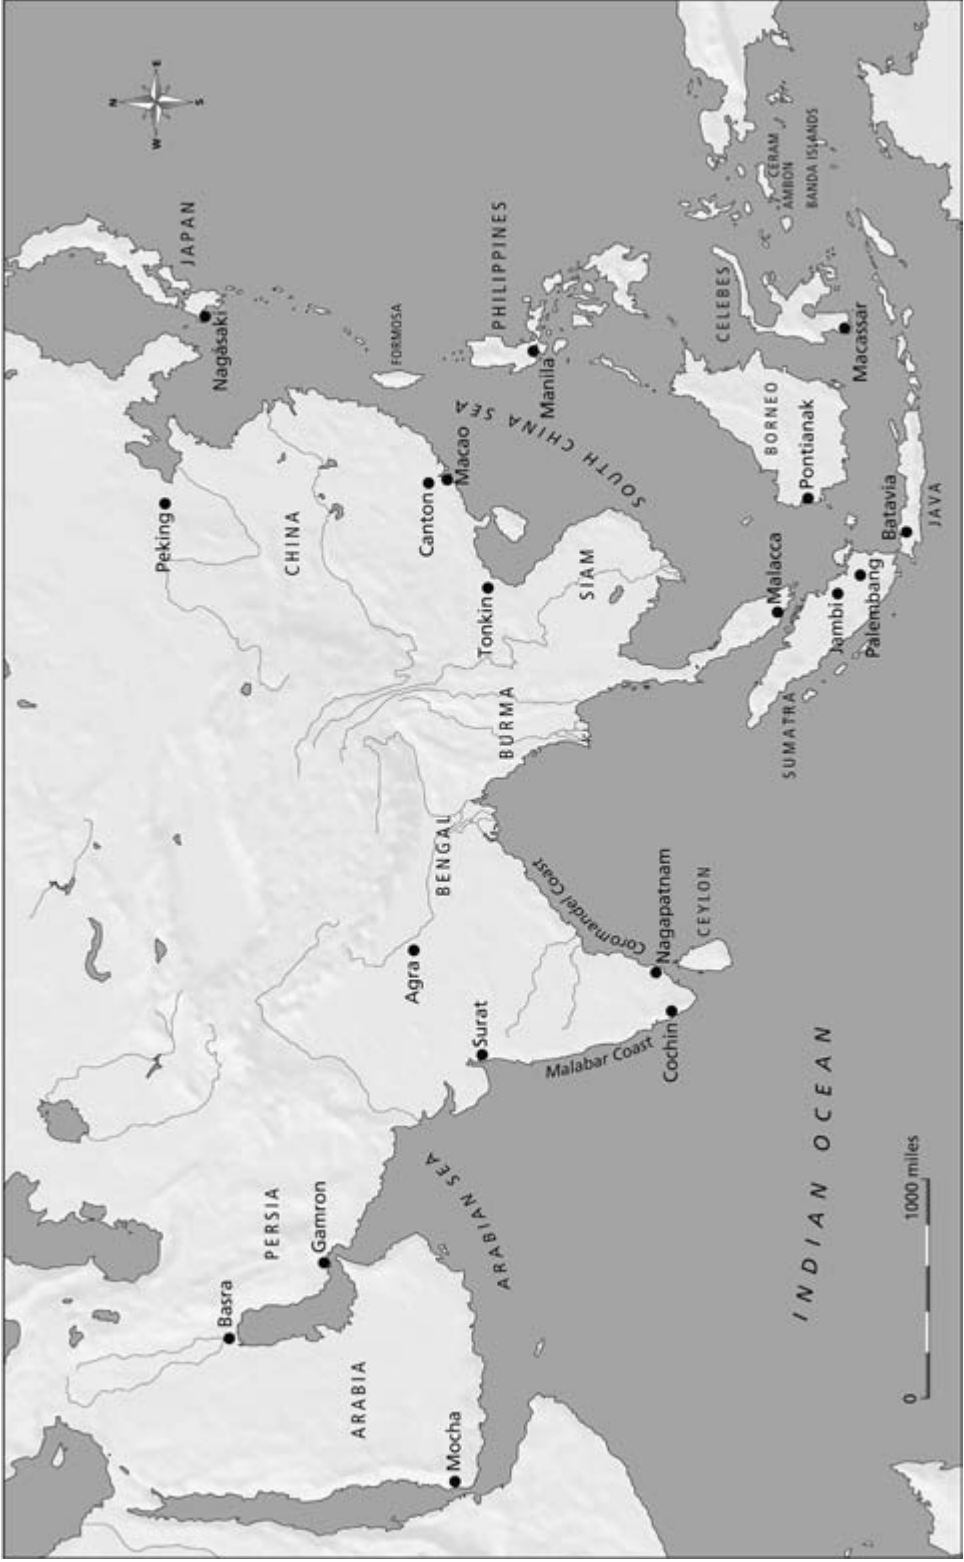 N
E
S
W
JAPAN
Nagasaki
Peking
CHINA
FORMOSA
Canton
Macao
Tonkin
SIAM
SOUTH CHINA SEA
PHILIPPINES
Manila
BURMA
BENGAL
Agra
Surat
Coromandel Coast
Malabar Coast
Nagapatnam
Cochin
CEYLON
PERSIA
Gamron
Basra
ARABIA
Mocha
ARABIAN SEA
INDIAN OCEAN
CELEBES
Macassar
CERAM
AMBON
BANDA ISLANDS
BORNEO
Pontianak
Malacca
SUMATRA
Jambi
Palembang
Batavia
JAVA
0
1000 miles